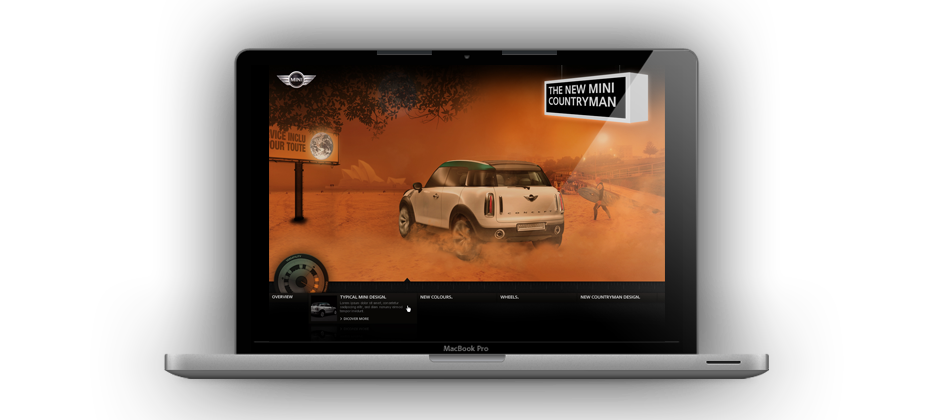 MINI
THE NEW MINI
COUNTRYMAN
VICE INCLU
OUR TOUTE
OVERVIEW
TYPICAL MINI DESIGN.
DISCOVER MORE
NEW COLOURS.
WHEELS.
NEW COUNTRYMAN DESIGN.
MacBook Pro